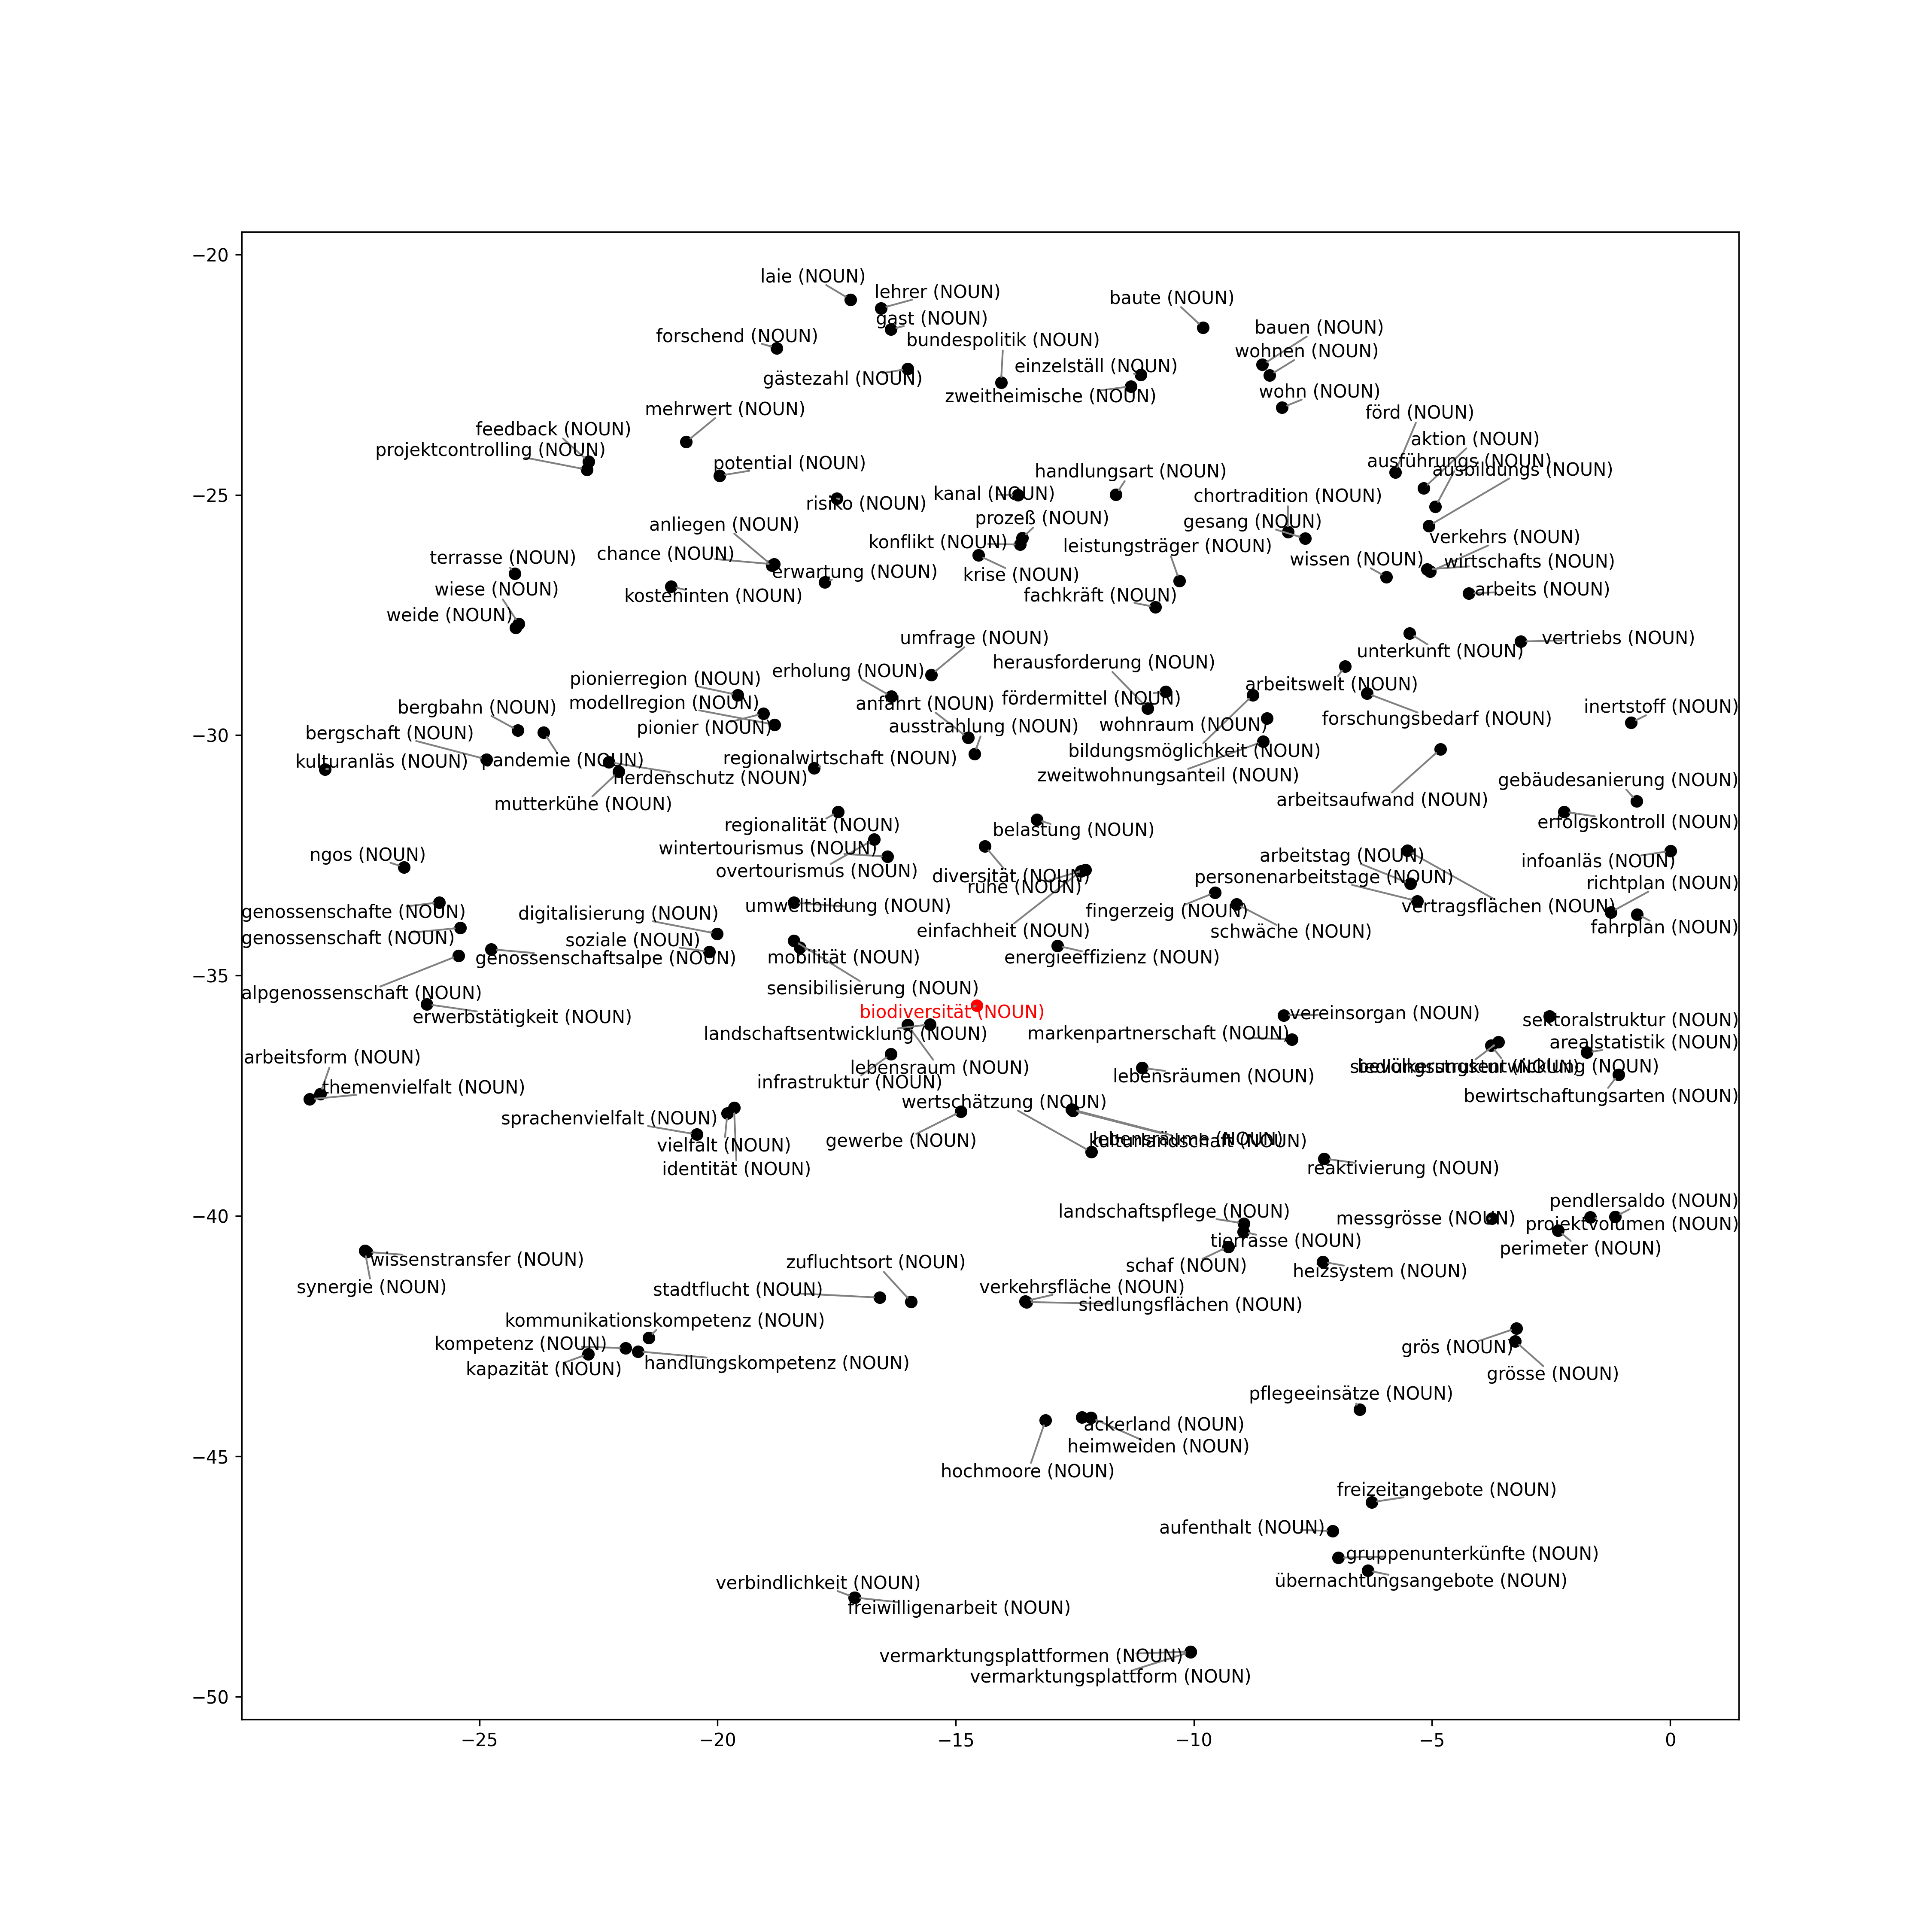 −20
laie (NOUN)
lehrer (NOUN)
baute (NOUN)
gast (NOUN)
bauen (NOUN)
forschend (NOUN)
bundespolitik (NOUN)
wohnen (NOUN)
einzelställ (NOUN)
gästezahl (NOUN)
wohn (NOUN)
zweitheimische (NOUN)
mehrwert (NOUN)
förd (NOUN)
feedback (NOUN)
aktion (NOUN)
projektcontrolling (NOUN)
ausführungs (NOUN)
potential (NOUN)
ausbildungs (NOUN)
handlungsart (NOUN)
−25
kanal (NOUN)
chortradition (NOUN)
risiko (NOUN)
prozeß (NOUN)
gesang (NOUN)
anliegen (NOUN)
verkehrs (NOUN)
konflikt (NOUN)
leistungsträger (NOUN)
chance (NOUN)
terrasse (NOUN)
wissen (NOUN)
wirtschafts (NOUN)
erwartung (NOUN)
krise (NOUN)
wiese (NOUN)
arbeits (NOUN)
kosteninten (NOUN)
fachkräft (NOUN)
weide (NOUN)
umfrage (NOUN)
vertriebs (NOUN)
unterkunft (NOUN)
herausforderung (NOUN)
erholung (NOUN)
pionierregion (NOUN)
arbeitswelt (NOUN)
fördermittel (NOUN)
modellregion (NOUN)
anfahrt (NOUN)
bergbahn (NOUN)
inertstoff (NOUN)
forschungsbedarf (NOUN)
wohnraum (NOUN)
pionier (NOUN)
ausstrahlung (NOUN)
bergschaft (NOUN)
−30
bildungsmöglichkeit (NOUN)
regionalwirtschaft (NOUN)
kulturanläs (NOUN)
pandemie (NOUN)
zweitwohnungsanteil (NOUN)
herdenschutz (NOUN)
gebäudesanierung (NOUN)
arbeitsaufwand (NOUN)
mutterkühe (NOUN)
erfolgskontroll (NOUN)
regionalität (NOUN)
belastung (NOUN)
wintertourismus (NOUN)
ngos (NOUN)
arbeitstag (NOUN)
infoanläs (NOUN)
overtourismus (NOUN)
diversität (NOUN)
personenarbeitstage (NOUN)
richtplan (NOUN)
ruhe (NOUN)
umweltbildung (NOUN)
vertragsflächen (NOUN)
genossenschafte (NOUN)
digitalisierung (NOUN)
fingerzeig (NOUN)
fahrplan (NOUN)
einfachheit (NOUN)
schwäche (NOUN)
genossenschaft (NOUN)
soziale (NOUN)
genossenschaftsalpe (NOUN)
mobilität (NOUN)
energieeffizienz (NOUN)
−35
sensibilisierung (NOUN)
alpgenossenschaft (NOUN)
biodiversität (NOUN)
vereinsorgan (NOUN)
erwerbstätigkeit (NOUN)
sektoralstruktur (NOUN)
landschaftsentwicklung (NOUN)
markenpartnerschaft (NOUN)
arealstatistik (NOUN)
arbeitsform (NOUN)
lebensraum (NOUN)
lebensräumen (NOUN)
infrastruktur (NOUN)
themenvielfalt (NOUN)
bewirtschaftungsarten (NOUN)
wertschätzung (NOUN)
sprachenvielfalt (NOUN)
gewerbe (NOUN)
lebensräume (NOUN)
kulturlandschaft (NOUN)
vielfalt (NOUN)
identität (NOUN)
reaktivierung (NOUN)
pendlersaldo (NOUN)
landschaftspflege (NOUN)
−40
messgrösse (NOUN)
projektvolumen (NOUN)
tierrasse (NOUN)
perimeter (NOUN)
wissenstransfer (NOUN)
zufluchtsort (NOUN)
schaf (NOUN)
heizsystem (NOUN)
synergie (NOUN)
stadtflucht (NOUN)
verkehrsfläche (NOUN)
siedlungsflächen (NOUN)
kommunikationskompetenz (NOUN)
kompetenz (NOUN)
grös (NOUN)
handlungskompetenz (NOUN)
kapazität (NOUN)
grösse (NOUN)
pflegeeinsätze (NOUN)
ackerland (NOUN)
heimweiden (NOUN)
−45
hochmoore (NOUN)
freizeitangebote (NOUN)
aufenthalt (NOUN)
gruppenunterkünfte (NOUN)
übernachtungsangebote (NOUN)
verbindlichkeit (NOUN)
freiwilligenarbeit (NOUN)
vermarktungsplattformen (NOUN)
vermarktungsplattform (NOUN)
−50
−25
−20
−15
−10
−5
0